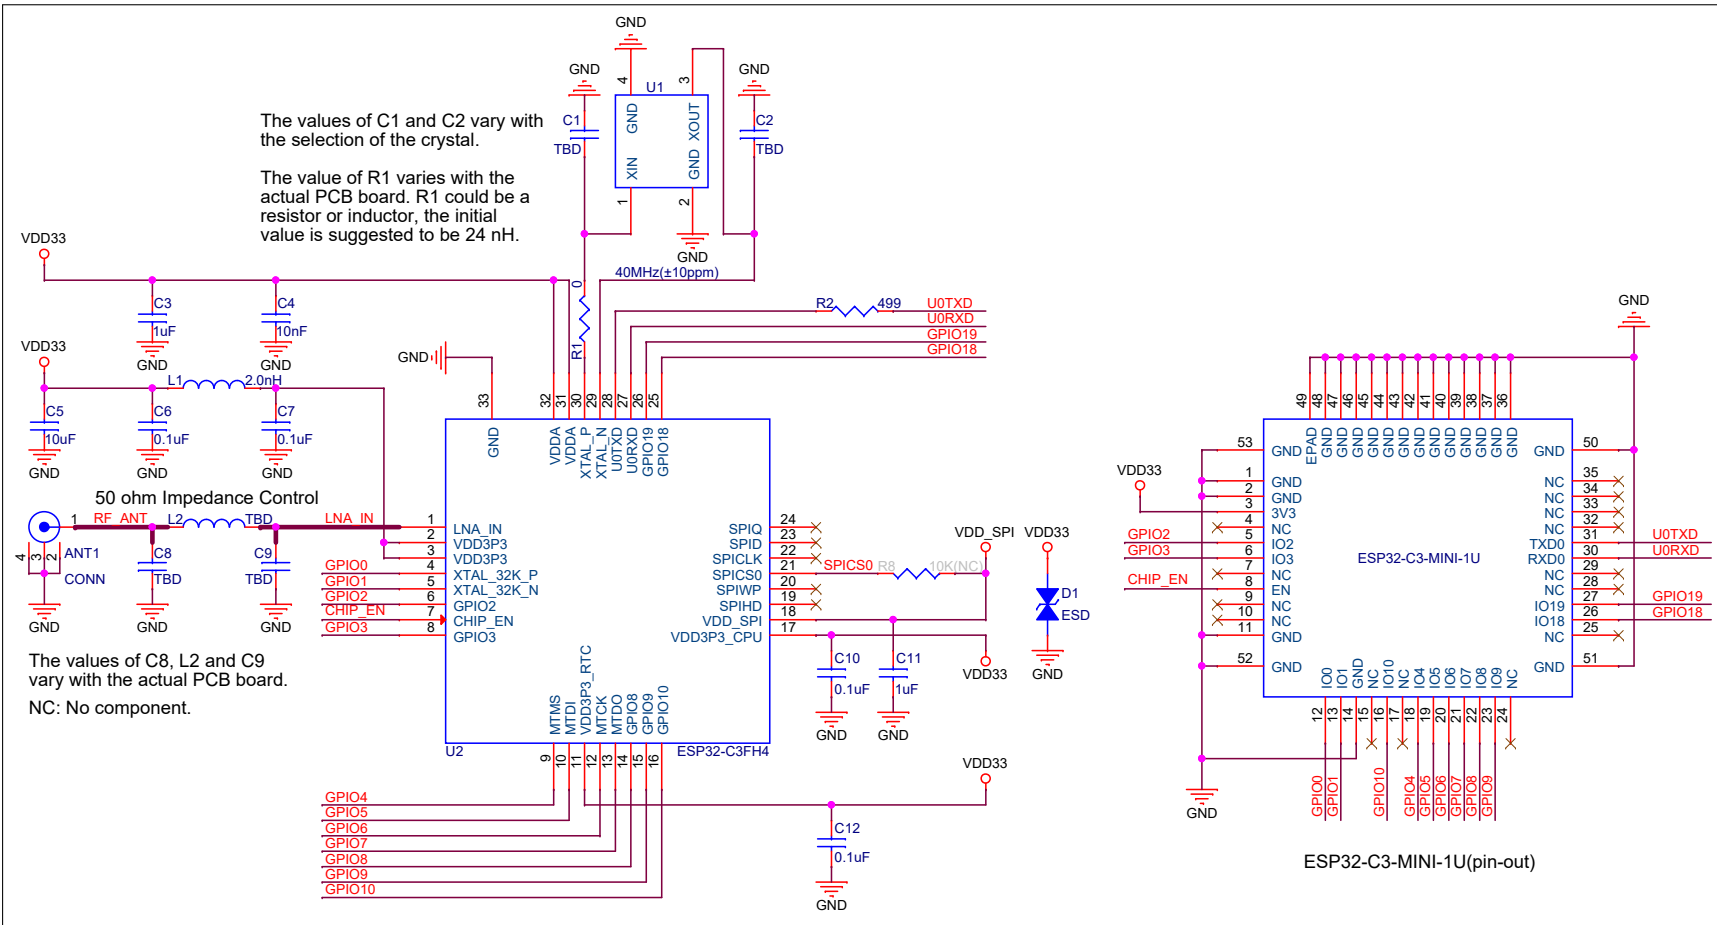 The values of C1 and C2 vary with
the selection of the crystal.
The value of R1 varies with the
actual PCB board. R1 could be a
resistor or inductor, the initial
value is suggested to be 24 nH.
GND
GND
GND
4
3
U1
C1
TBD
GND
XOUT
XIN
GND
C2
TBD
1
2
GND
40MHz(±10ppm)
VDD33
C3
1uF
GND
C4
10nF
GND
VDD33
L1
2.0nH
C5
10uF
GND
C6
0.1uF
GND
C7
0.1uF
GND
0
R1
R2
499
U0TXD
U0RXD
GPIO19
GPIO18
GND
33
32
31
30
29
28
27
26
25
GND
VDDA
VDDA
XTAL_P
XTAL_N
U0TXD
U0RXD
GPIO19
GPIO18
50 ohm Impedance Control
1
RF_ANT
L2
TBD
LNA_IN
4
3
2
ANT1
CONN
GND
C8
TBD
GND
C9
TBD
GND
GPIO0
GPIO1
GPIO2
CHIP_EN
GPIO3
1
2
3
4
5
6
7
8
LNA_IN
VDD3P3
VDD3P3
XTAL_32K_P
XTAL_32K_N
GPIO2
CHIP_EN
GPIO3
SPIQ
SPID
SPICLK
SPICS0
SPIWP
SPIHD
VDD_SPI
VDD3P3_CPU
24
23
22
21
20
19
18
17
SPICS0
R8
10K(NC)
VDD_SPI
VDD33
D1
ESD
GND
VDD33
C10
0.1uF
GND
C11
1uF
GND
The values of C8, L2 and C9
vary with the actual PCB board.
NC: No component.
MTMS
MTDI
VDD3P3_RTC
MTCK
MTDO
GPIO8
GPIO9
GPIO10
U2
ESP32-C3FH4
9
10
11
12
13
14
15
16
GPIO4
GPIO5
GPIO6
GPIO7
GPIO8
GPIO9
GPIO10
VDD33
C12
0.1uF
GND
GND
49
48
47
46
45
44
43
42
41
40
39
38
37
36
EPAD
GND
GND
GND
GND
GND
GND
GND
GND
GND
GND
GND
GND
GND
VDD33
GPIO2
GPIO3
CHIP_EN
53
1
2
3
4
5
6
7
8
9
10
11
52
GND
GND
GND
3V3
NC
IO2
IO3
NC
EN
NC
NC
GND
GND
ESP32-C3-MINI-1U
GND
NC
NC
NC
NC
TXD0
RXD0
NC
NC
IO19
IO18
NC
GND
50
35
34
33
32
31
30
29
28
27
26
25
51
U0TXD
U0RXD
GPIO19
GPIO18
IO0
IO1
GND
NC
IO10
NC
IO4
IO5
IO6
IO7
IO8
IO9
NC
12
13
14
15
16
17
18
19
20
21
22
23
24
GPIO0
GPIO1
GPIO10
GPIO4
GPIO5
GPIO6
GPIO7
GPIO8
GPIO9
GND
ESP32-C3-MINI-1U(pin-out)